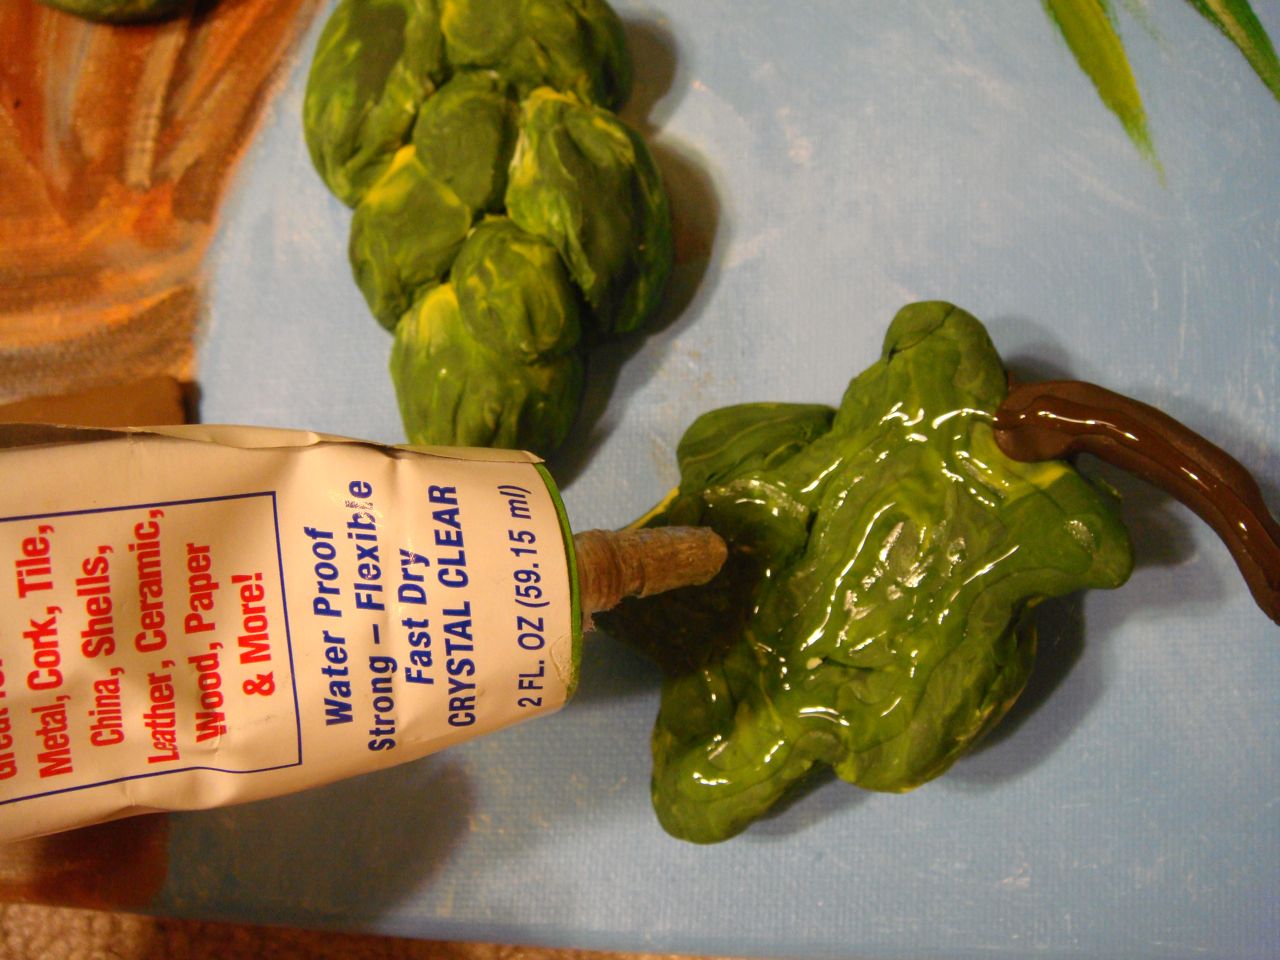 Metal, Cork, Tile,
China, Shells,
Leather, Ceramic,
Wood, Paper
& More!
Water Proof
Strong – Flexible
Fast Dry
CRYSTAL CLEAR
2 FL. OZ (59.15 ml)